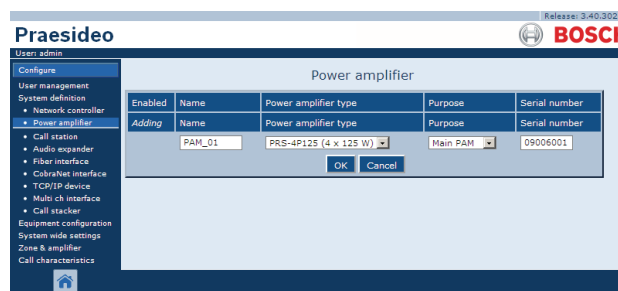 Release: 3.40.302
Praesideo
BOSCH
User: admin
Configure
User management
System definition
• Network controller
• Power amplifier
• Call station
• Audio expander
• Fiber interface
• CobraNet interface
• TCP/IP device
• Multi ch interface
• Call stacker
Equipment configuration
System wide settings
Zone & amplifier
Call characteristics
Power amplifier
Enabled Name Power amplifier type Purpose Serial number
Adding Name Power amplifier type Purpose Serial number
PAM_01 PRS-4P125 (4 x 125 W) Main PAM 09006001
OK Cancel